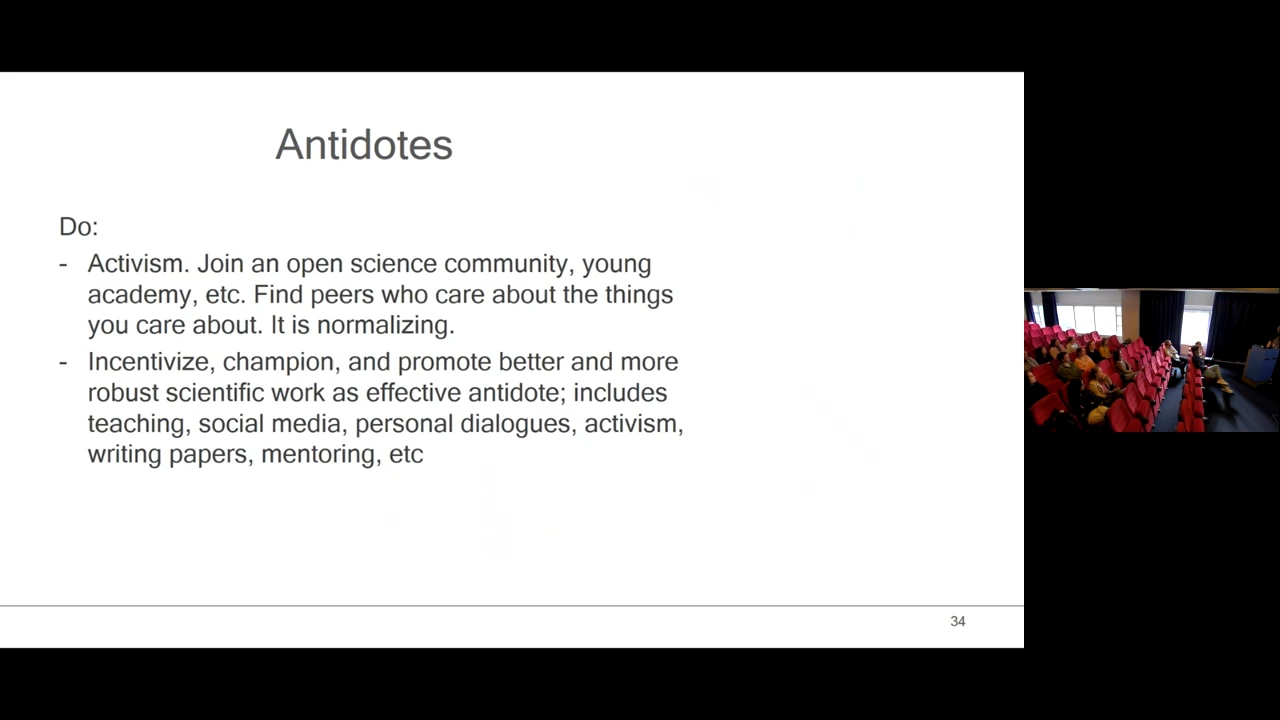 Antidotes
Do:
- Activism. Join an open science community, young
academy, etc. Find peers who care about the things
you care about. It is normalizing.
- Incentivize, champion, and promote better and more
robust scientific work as effective antidote; includes
teaching, social media, personal dialogues, activism,
writing papers, mentoring, etc
34